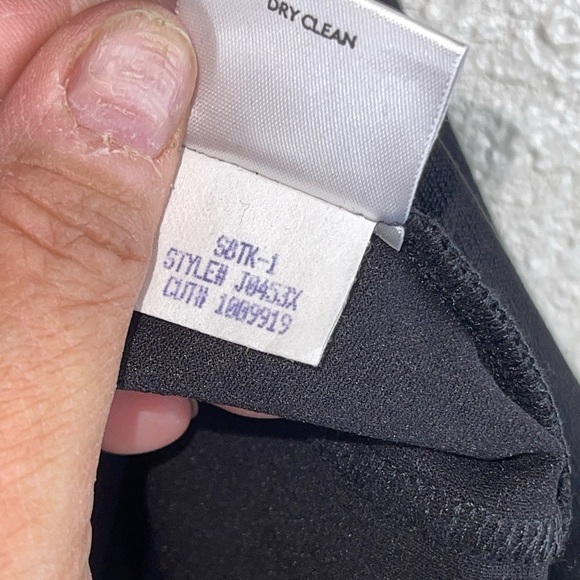 DRY CLEAN
SBTK-1
STYLE# J0453X
CUT# 1009919